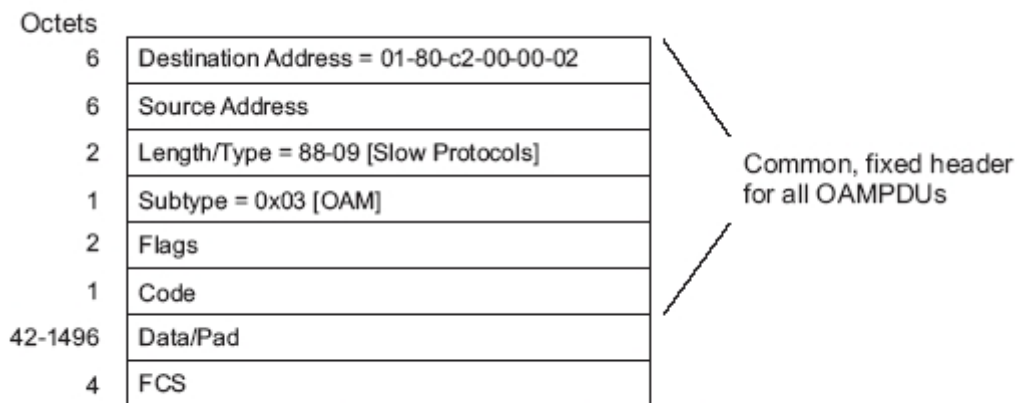 Octets
6 Destination Address = 01-80-c2-00-00-02
6 Source Address
2 Length/Type = 88-09 [Slow Protocols]
1 Subtype = 0x03 [OAM]
2 Flags
1 Code
42-1496 Data/Pad
4 FCS
Common, fixed header
for all OAMPDUs